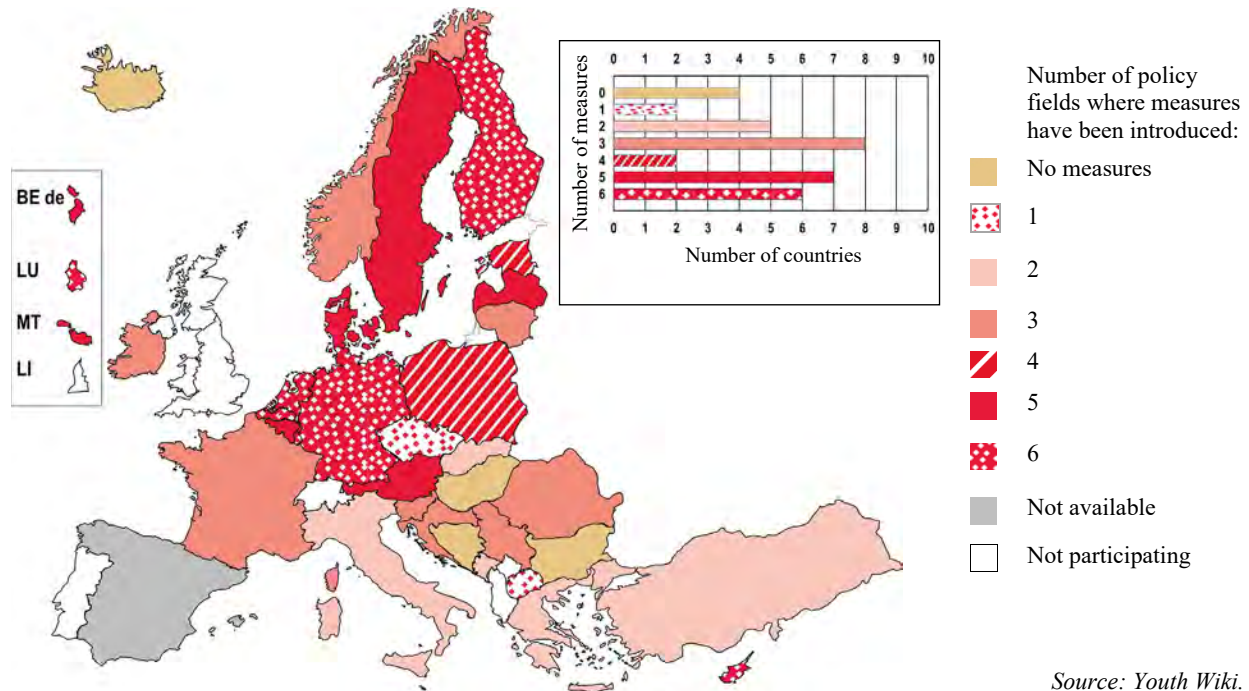 BE de
LU
MT
LI
0 1 2 3 4 5 6 7 8 9 10
Number of measures
0
1
2
3
4
5
6
0 1 2 3 4 5 6 7 8 9 10
Number of countries
Number of policy
fields where measures
have been introduced:
No measures
1
2
3
4
5
6
Not available
Not participating
Source: Youth Wiki.